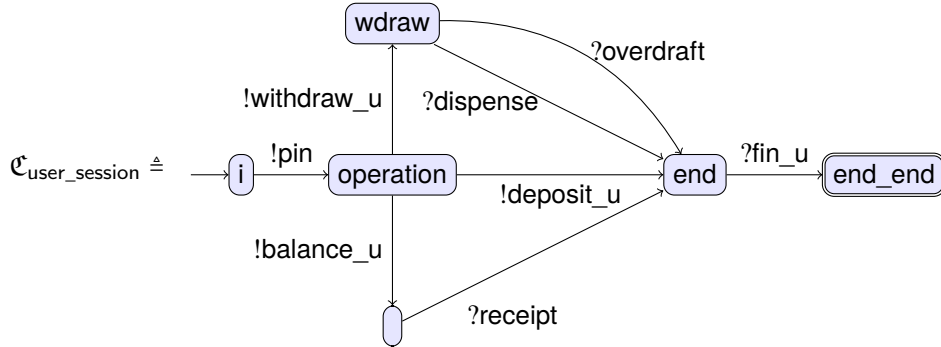 wdraw
?overdraft
!withdraw_u
?dispense
ℭuser_session ≜
i
!pin
operation
!deposit_u
end
?fin_u
end_end
!balance_u
?receipt